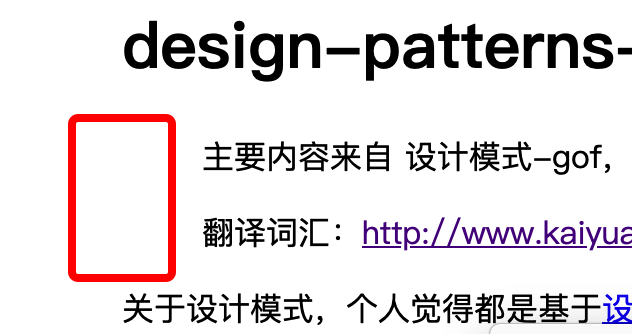 design-patterns-
主要内容来自 设计模式-gof,
翻译词汇：http://www.kaiyua
关于设计模式，个人觉得都是基于设